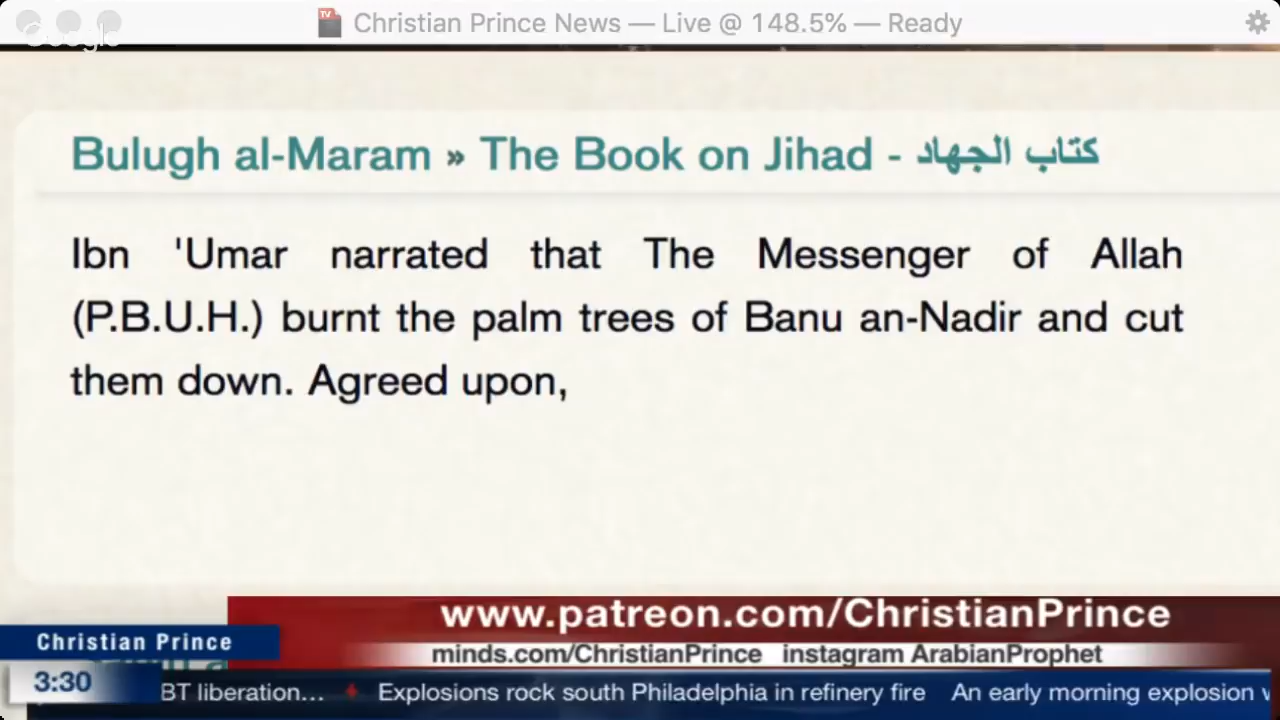 Christian Prince News — Live @ 148.5% — Ready
Google
Bulugh al-Maram » The Book on Jihad - كتاب الجهاد
Ibn 'Umar narrated that The Messenger of Allah
(P.B.U.H.) burnt the palm trees of Banu an-Nadir and cut
them down. Agreed upon,
www.patreon.com/ChristianPrince
Christian Prince
minds.com/ChristianPrince instagram ArabianProphet
3:30
BT liberation... Explosions rock south Philadelphia in refinery fire An early morning explosion